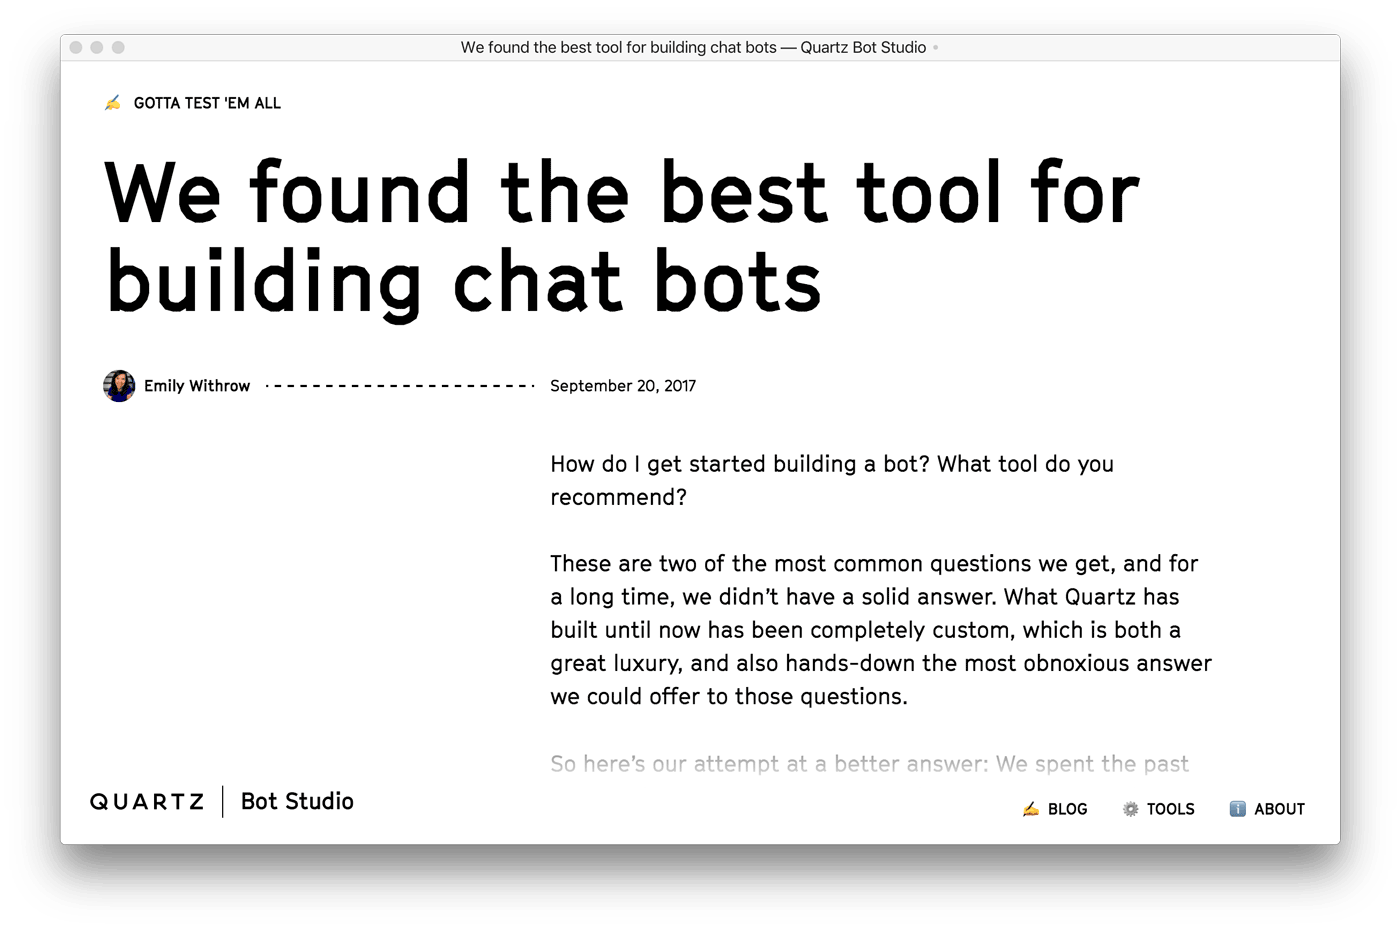 We found the best tool for building chat bots — Quartz Bot Studio
✍️ GOTTA TEST 'EM ALL
We found the best tool for
building chat bots
Emily Withrow
September 20, 2017
How do I get started building a bot? What tool do you
recommend?
These are two of the most common questions we get, and for
a long time, we didn’t have a solid answer. What Quartz has
built until now has been completely custom, which is both a
great luxury, and also hands-down the most obnoxious answer
we could offer to those questions.
So here’s our attempt at a better answer: We spent the past
QUARTZ | Bot Studio
✍️ BLOG ⚙️ TOOLS ℹ️ ABOUT